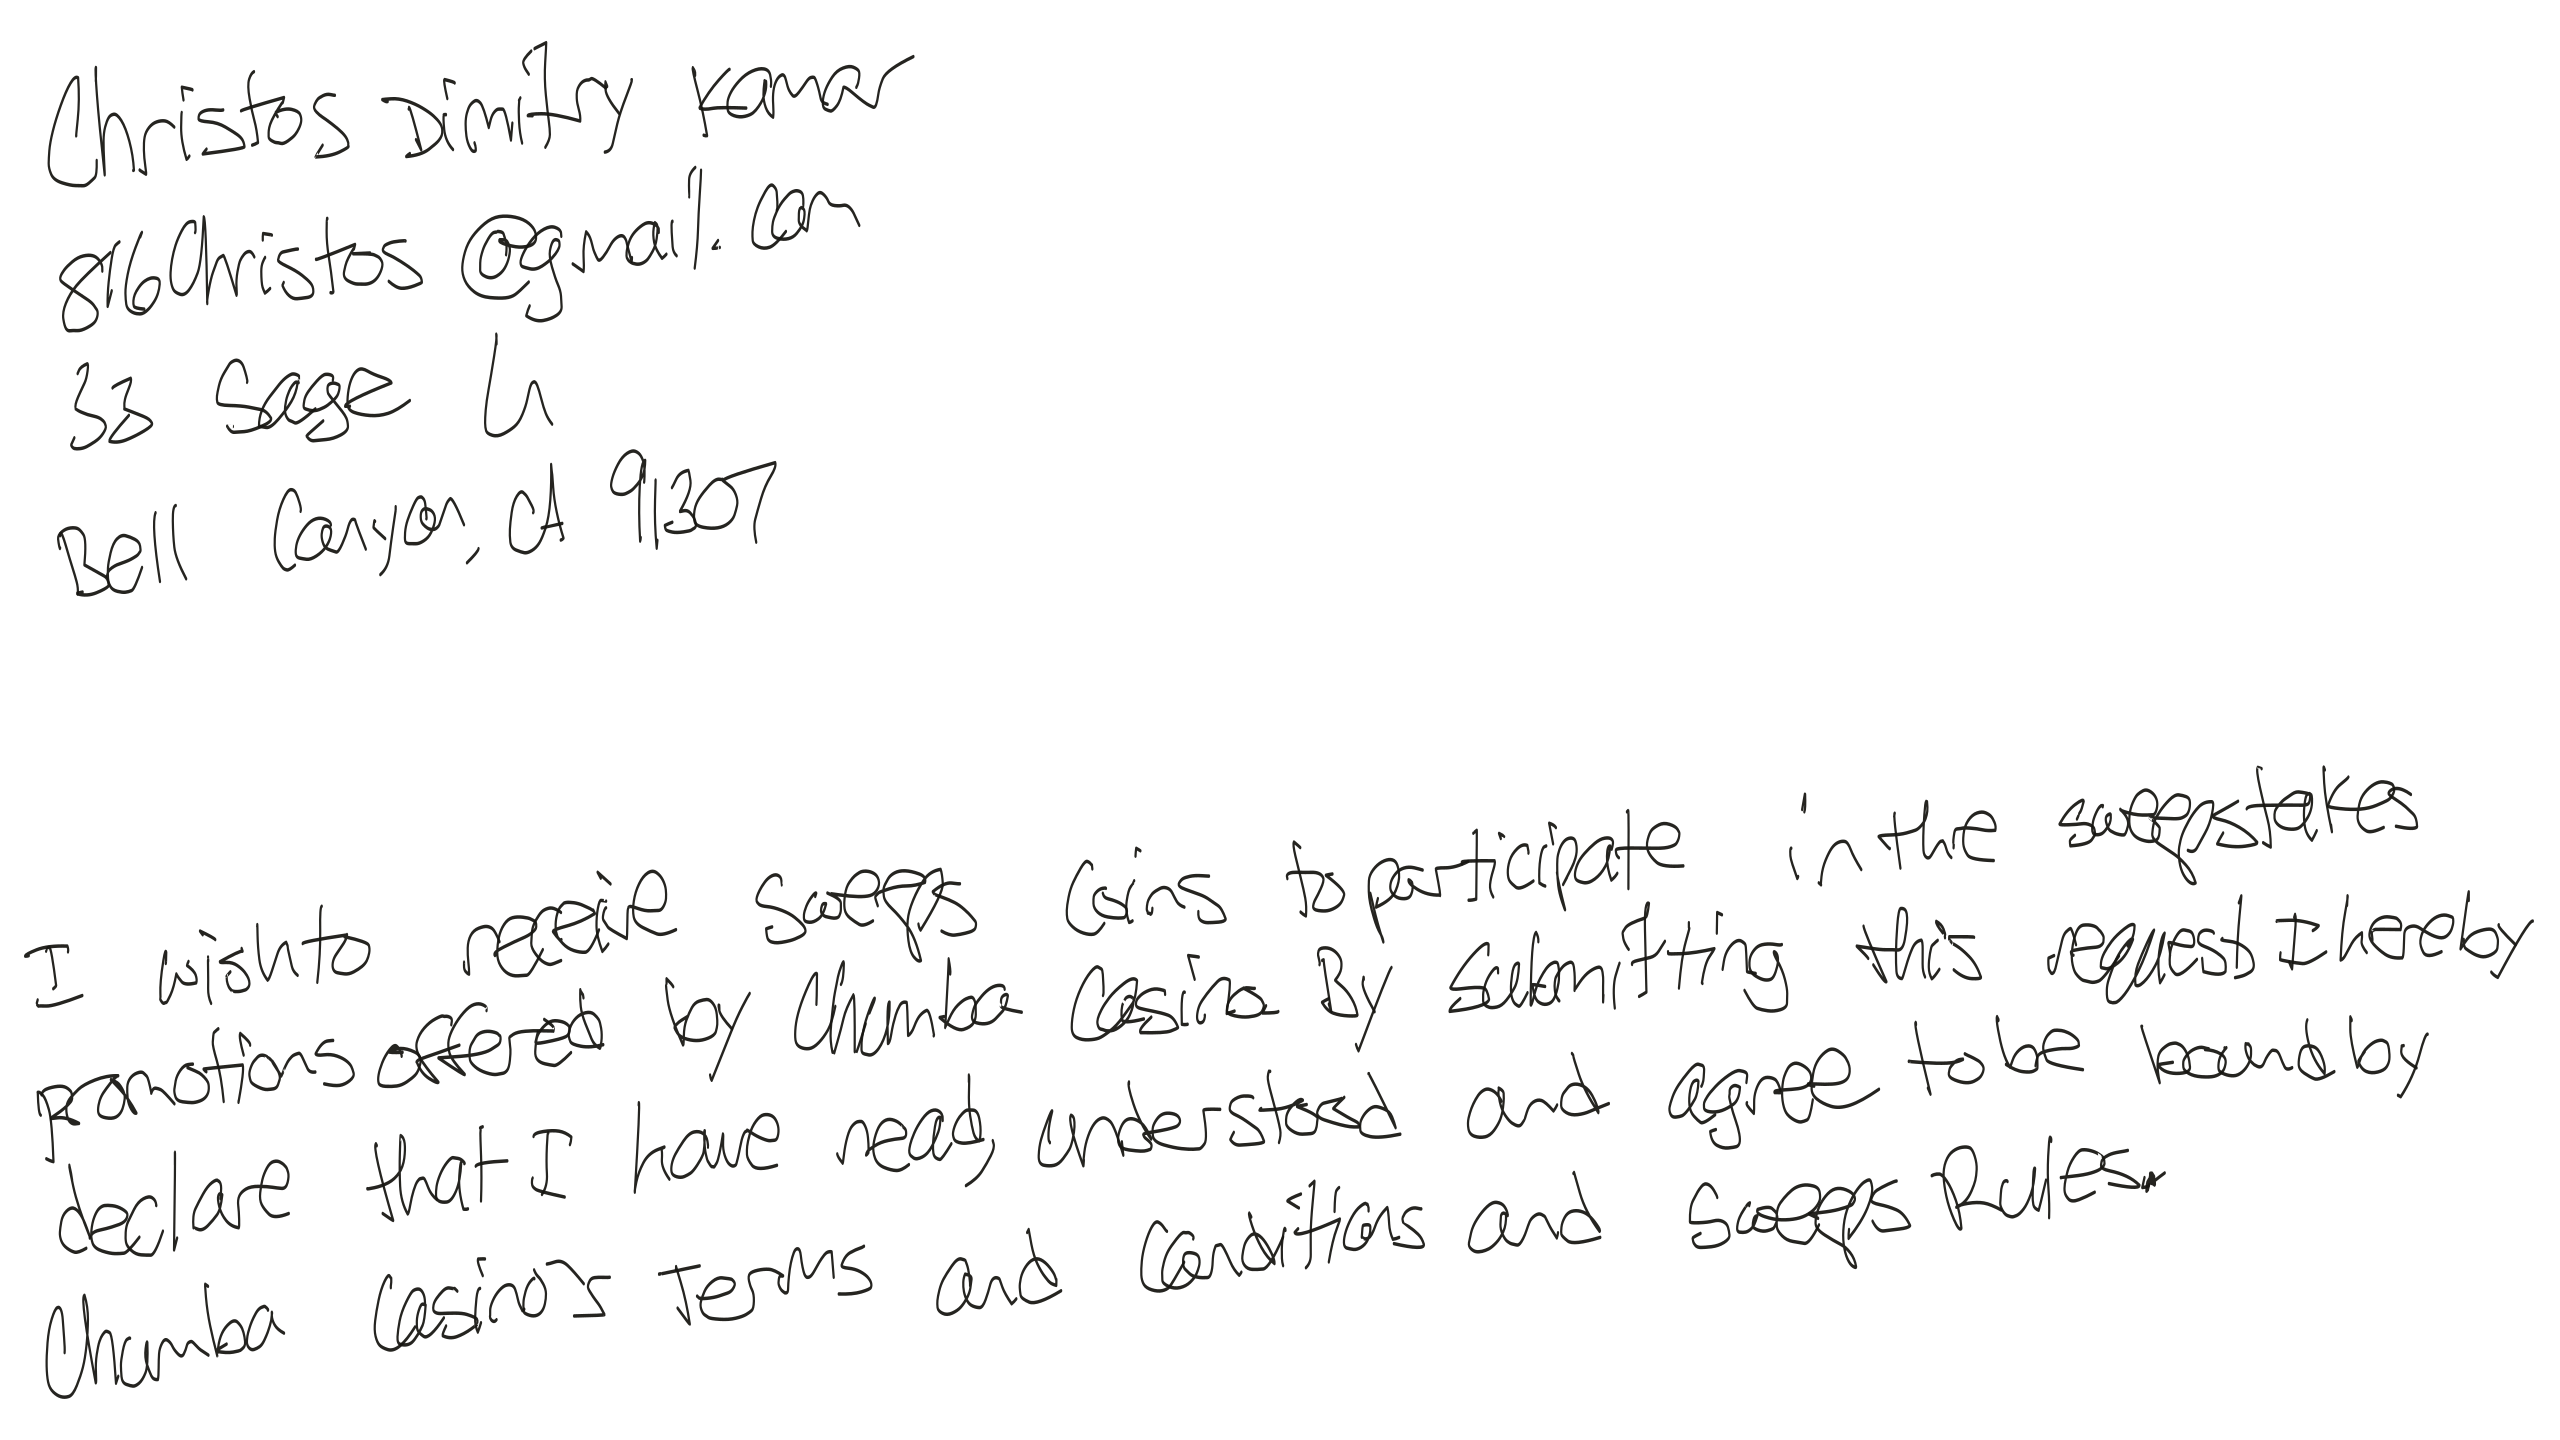 Christos Dimitry Kamar
816Christos@gmail.com
33 Sage Ln
Bell Canyon, CA 91307
I wish to receive Sweeps Coins to participate in the sweepstakes
promotions offered by Chumba Casino By submitting this request I hereby
declare that I have read, understood and agree to be bound by
Chumba Casino's Terms and Conditions and Sweeps Rules.